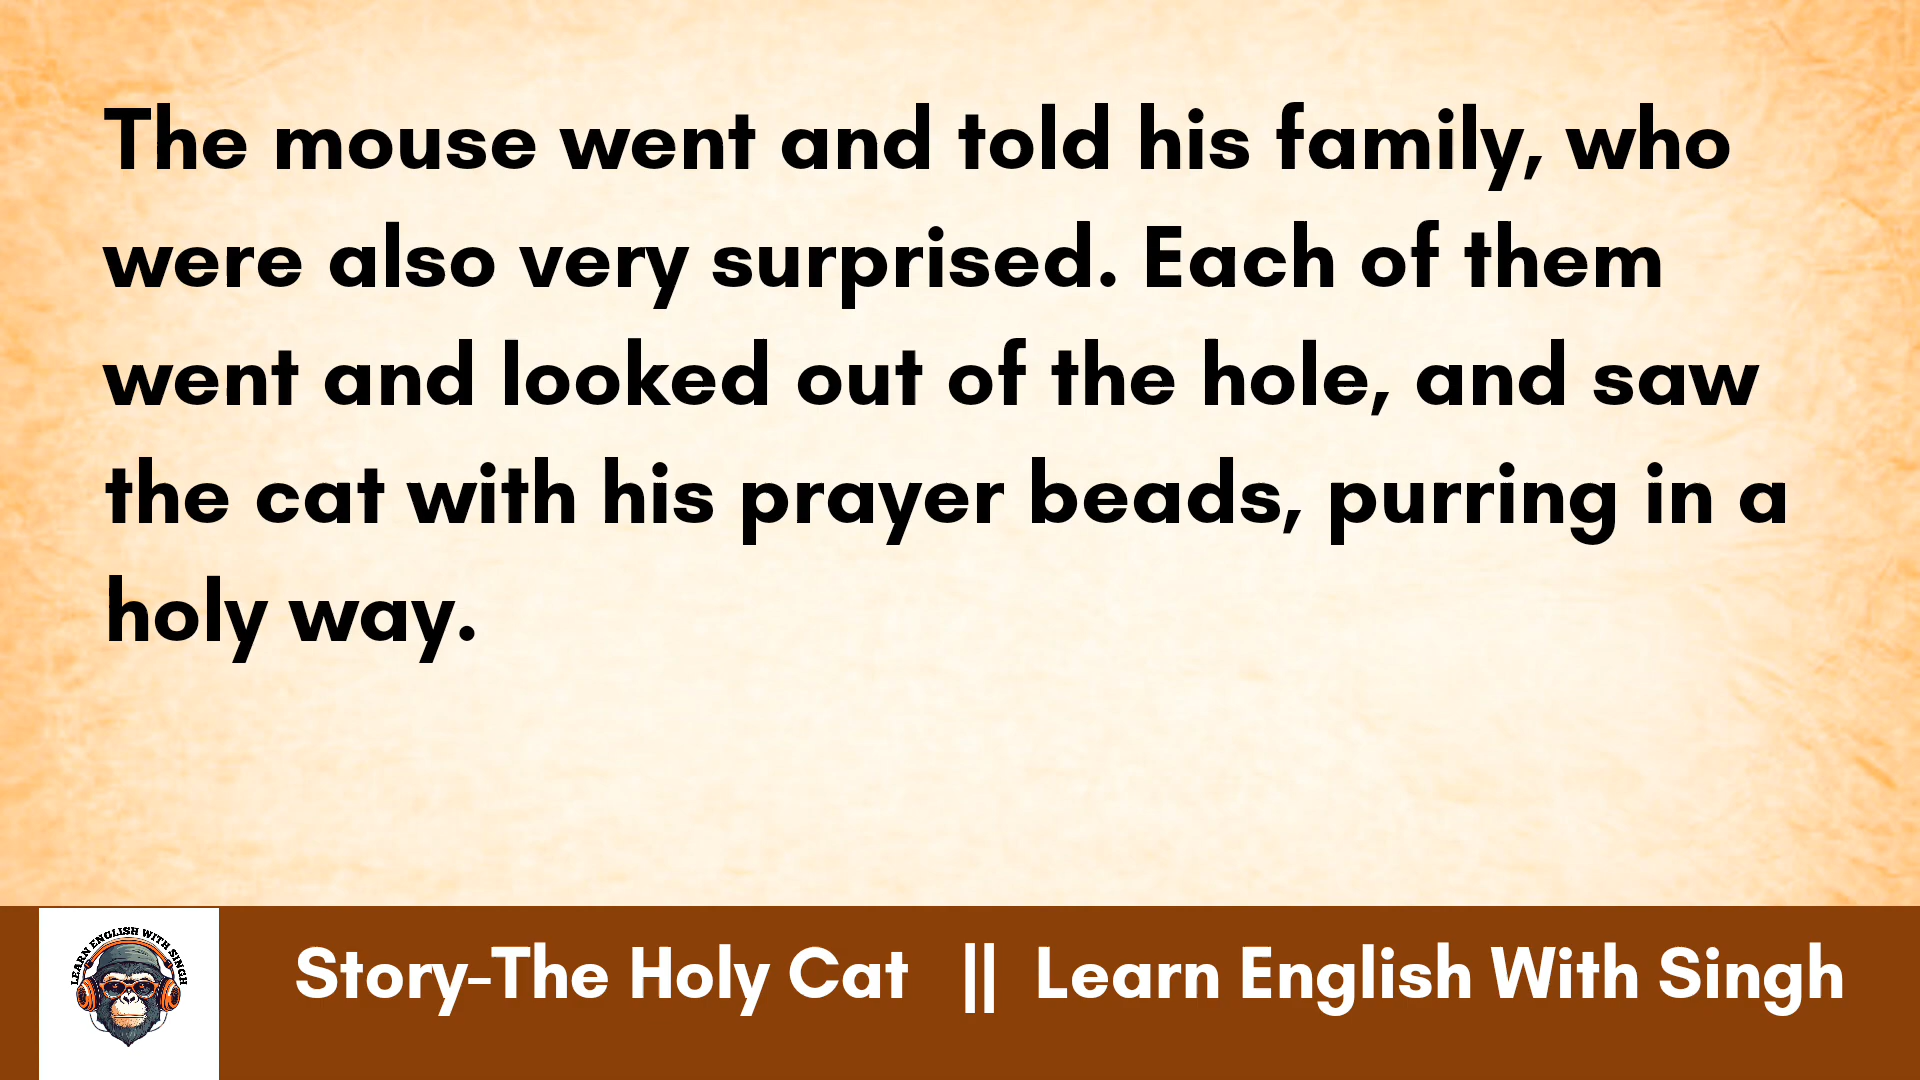 The mouse went and told his family, who
were also very surprised. Each of them
went and looked out of the hole, and saw
the cat with his prayer beads, purring in a
holy way.
LEARN ENGLISH WITH SINGH
Story-The Holy Cat || Learn English With Singh